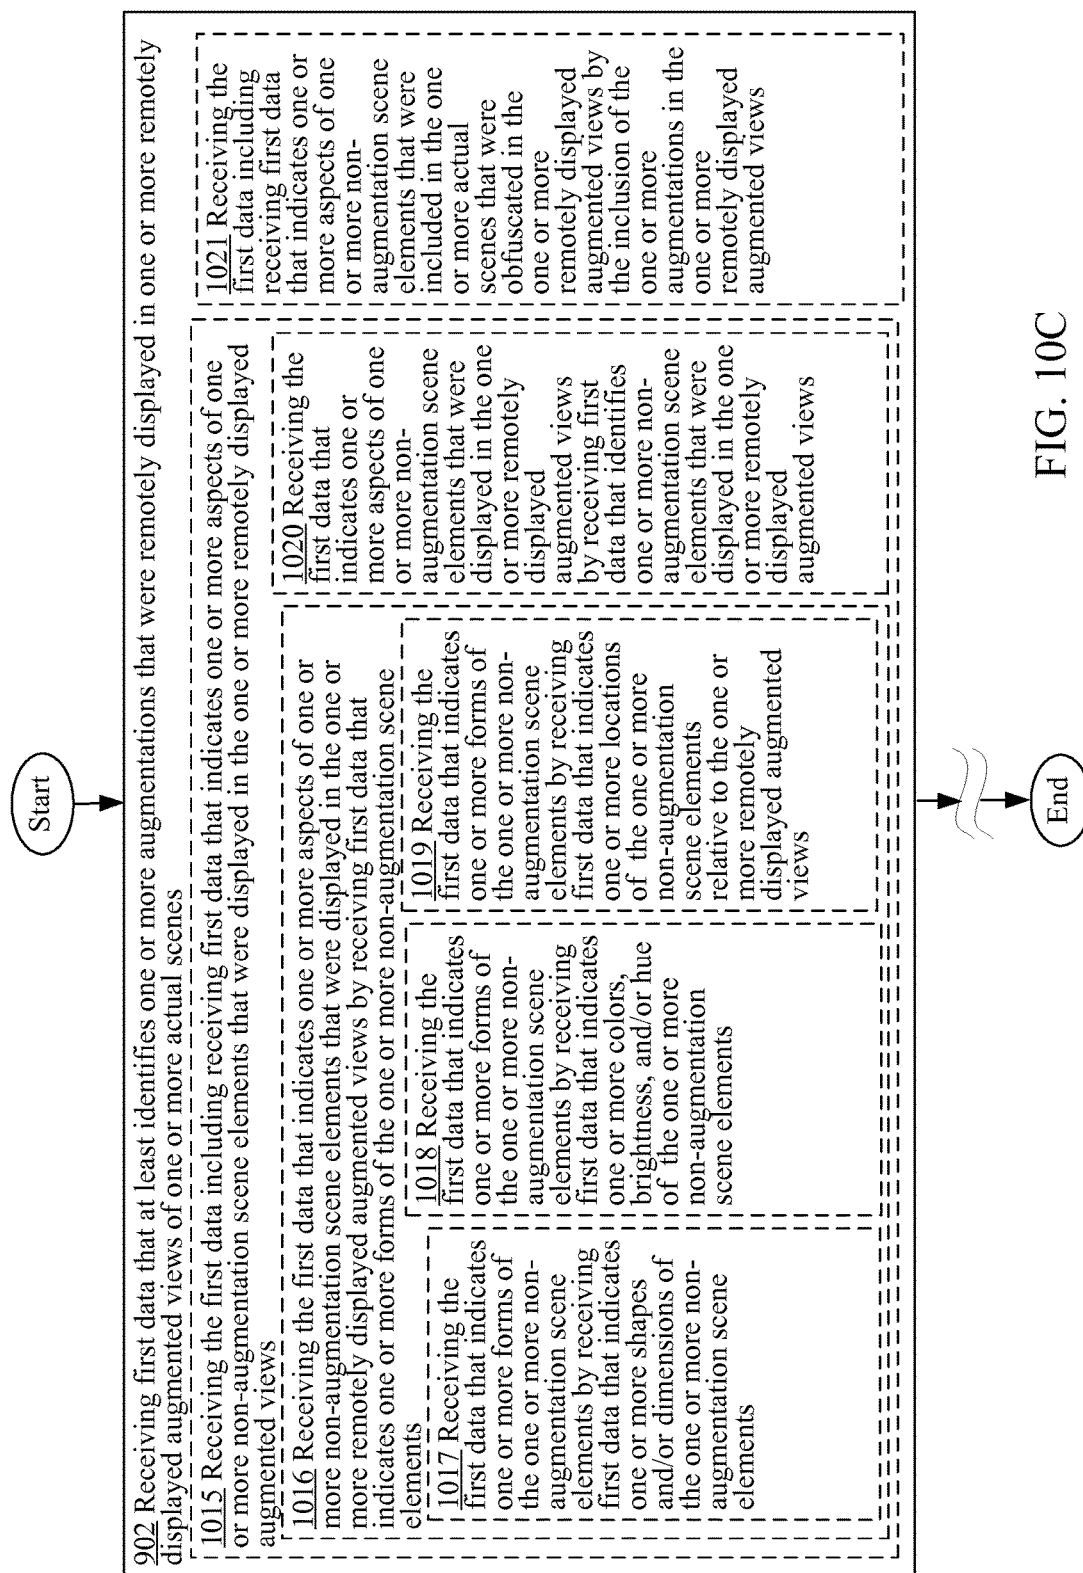 Start
902 Receiving first data that at least identifies one or more augmentations that were remotely displayed in one or more remotely
displayed augmented views of one or more actual scenes
1015 Receiving the first data including receiving first data that indicates one or more aspects of one
or more non-augmentation scene elements that were displayed in the one or more remotely displayed
augmented views
1016 Receiving the first data that indicates one or more aspects of one or
more non-augmentation scene elements that were displayed in the one or
more remotely displayed augmented views by receiving first data that
indicates one or more forms of the one or more non-augmentation scene
elements
1017 Receiving the
first data that indicates
one or more forms of
the one or more non-
augmentation scene
elements by receiving
first data that indicates
one or more shapes
and/or dimensions of
the one or more non-
augmentation scene
elements
1018 Receiving the
first data that indicates
one or more forms of
the one or more non-
augmentation scene
elements by receiving
first data that indicates
one or more colors,
brightness, and/or hue
of the one or more
non-augmentation
scene elements
1019 Receiving the
first data that indicates
one or more forms of
the one or more non-
augmentation scene
elements by receiving
first data that indicates
one or more locations
of the one or more
non-augmentation
scene elements
relative to the one or
more remotely
displayed augmented
views
1020 Receiving the
first data that
indicates one or
more aspects of one
or more non-
augmentation scene
elements that were
displayed in the one
or more remotely
displayed
augmented views
by receiving first
data that identifies
one or more non-
augmentation scene
elements that were
displayed in the one
or more remotely
displayed
augmented views
1021 Receiving the
first data including
receiving first data
that indicates one or
more aspects of one
or more non-
augmentation scene
elements that were
included in the one
or more actual
scenes that were
obfuscated in the
one or more
remotely displayed
augmented views by
the inclusion of the
one or more
augmentations in the
one or more
remotely displayed
augmented views
End
FIG. 10C